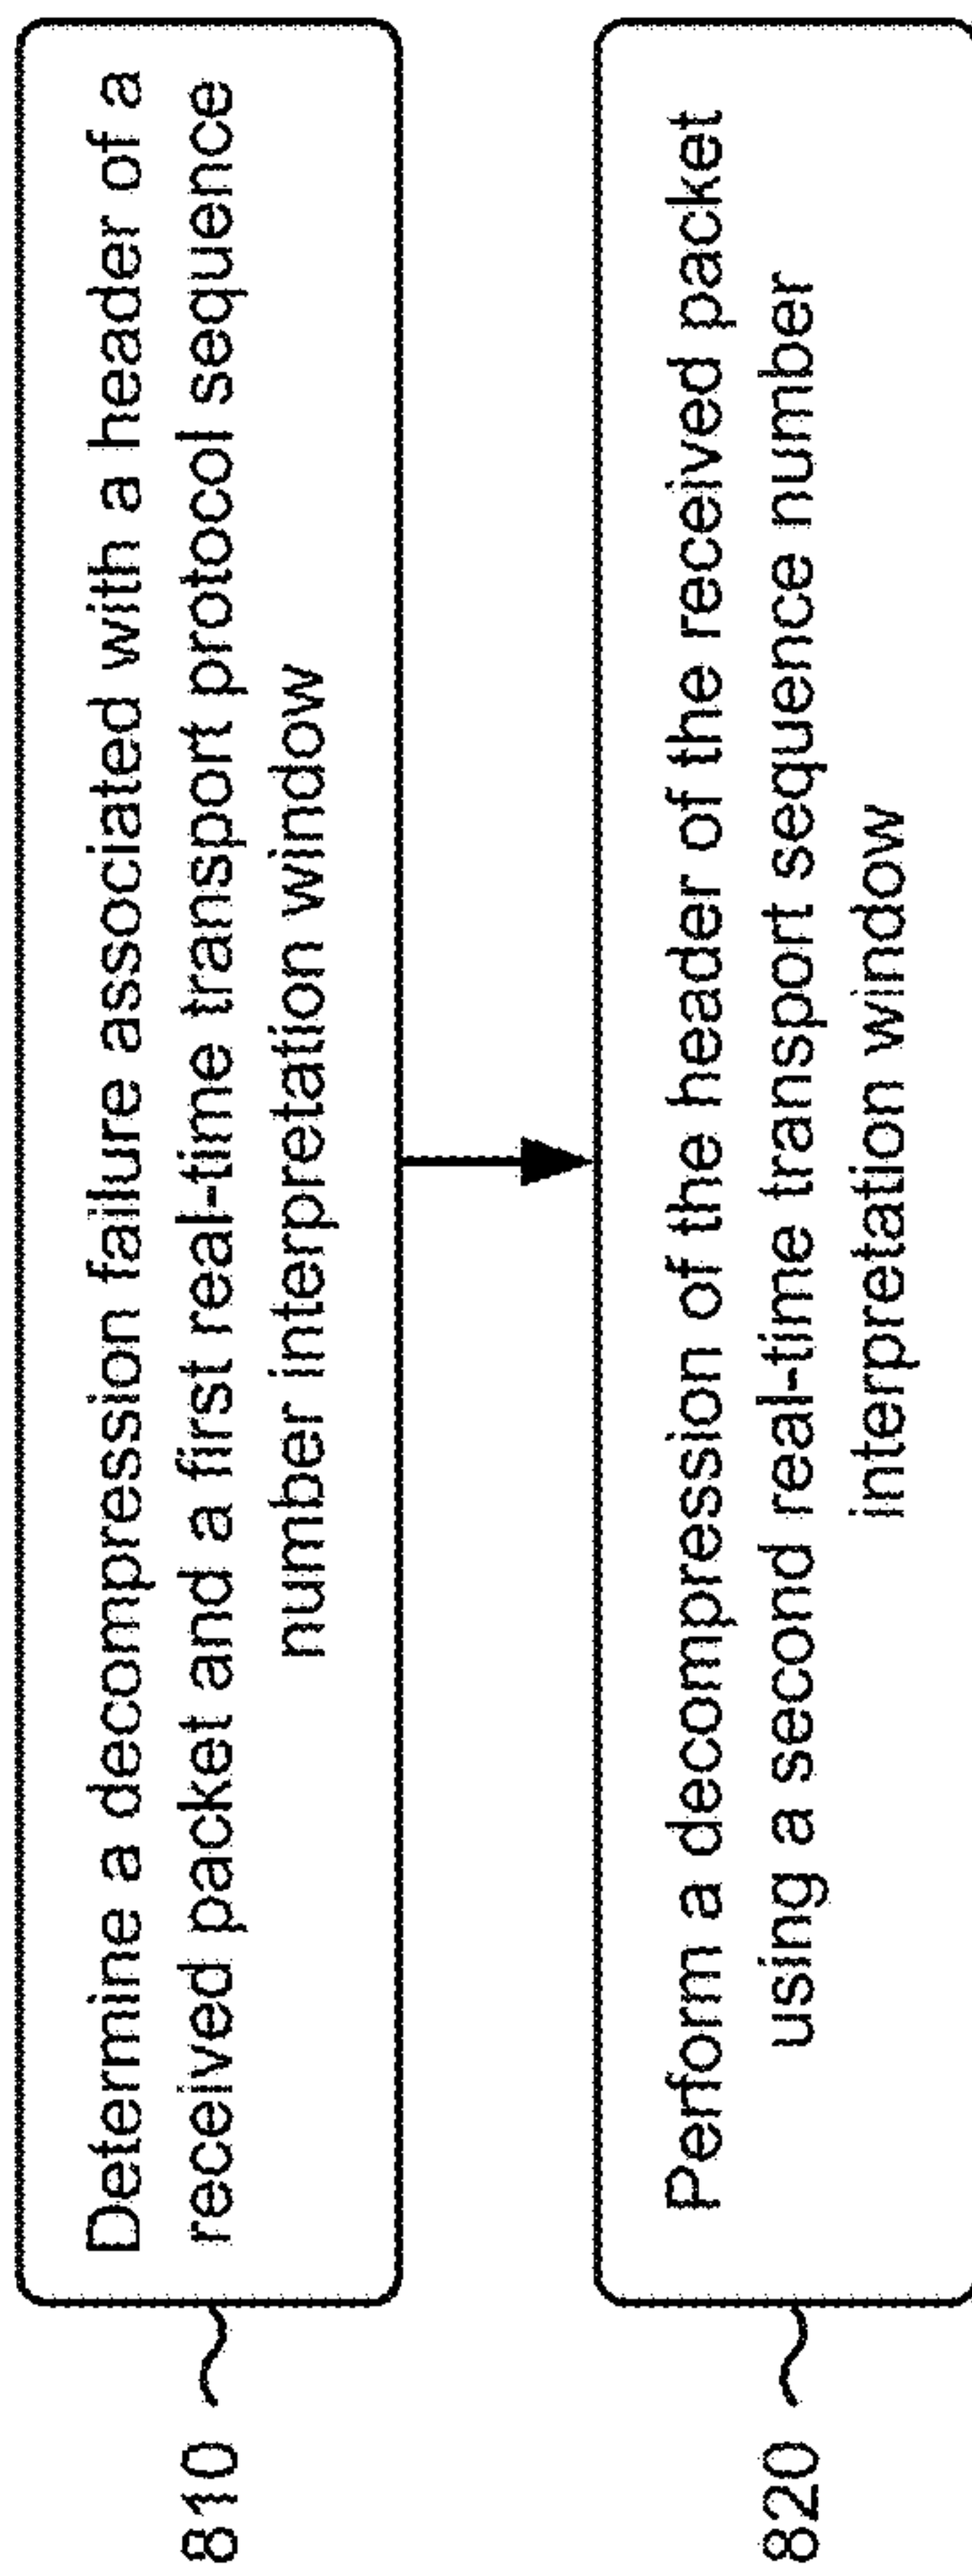 810
Determine a decompression failure associated with a header of a
received packet and a first real-time transport protocol sequence
number interpretation window
820
Perform a decompression of the header of the received packet
using a second real-time transport sequence number
interpretation window